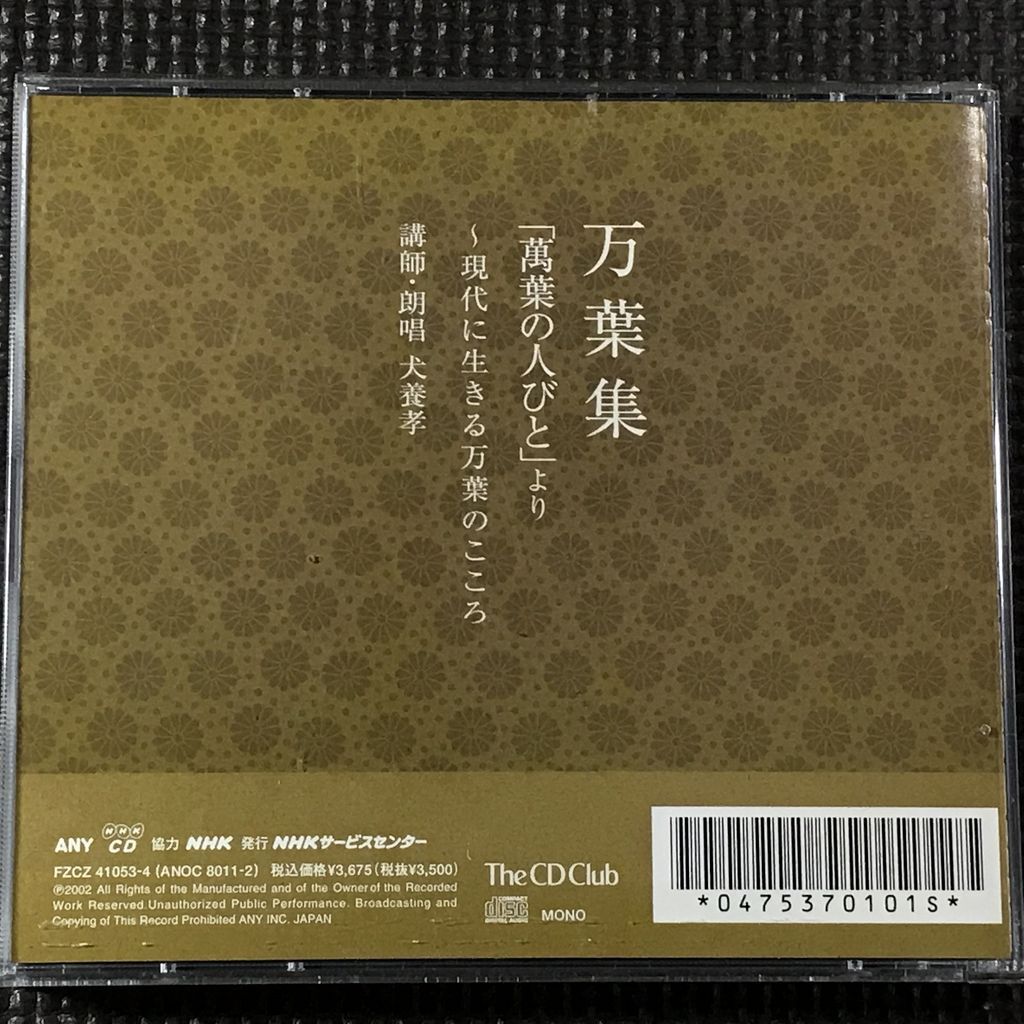 万葉集
「萬葉の人びと」より
～現代に生きる万葉のこころ
講師・朗唱 犬養孝
ANY NHK CD 協力 NHK 発行 NHKサービスセンター
FZCZ 41053-4 (ANOC 8011-2) 税込価格¥3,675(税抜¥3,500)
℗2002 All Rights of the Manufactured and of the Owner of the Recorded
Work Reserved. Unauthorized Public Performance. Broadcasting and
Copying of This Record Prohibited ANY INC. JAPAN
The CD Club
COMPACT disc DIGITAL AUDIO
MONO
*0475370101S*